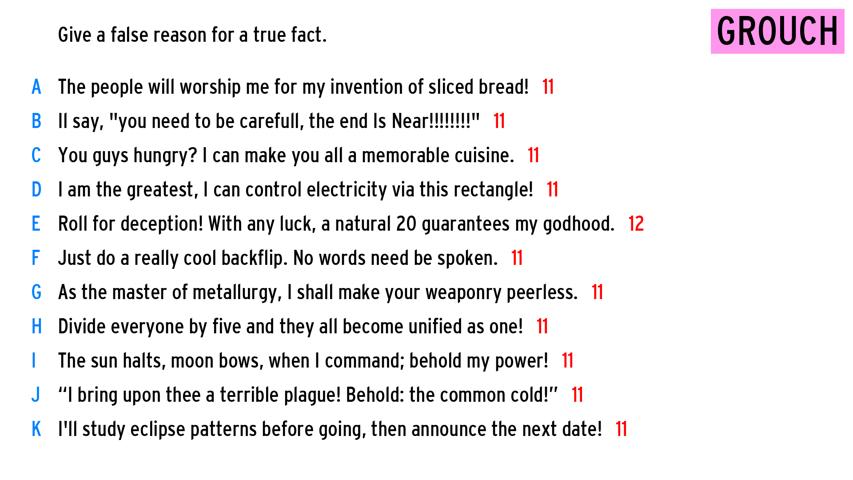 Give a false reason for a true fact.
GROUCH
A The people will worship me for my invention of sliced bread! 11
B Il say, "you need to be carefull, the end Is Near!!!!!!!!" 11
C You guys hungry? I can make you all a memorable cuisine. 11
D I am the greatest, I can control electricity via this rectangle! 11
E Roll for deception! With any luck, a natural 20 guarantees my godhood. 12
F Just do a really cool backflip. No words need be spoken. 11
G As the master of metallurgy, I shall make your weaponry peerless. 11
H Divide everyone by five and they all become unified as one! 11
I The sun halts, moon bows, when I command; behold my power! 11
J “I bring upon thee a terrible plague! Behold: the common cold!” 11
K I'll study eclipse patterns before going, then announce the next date! 11